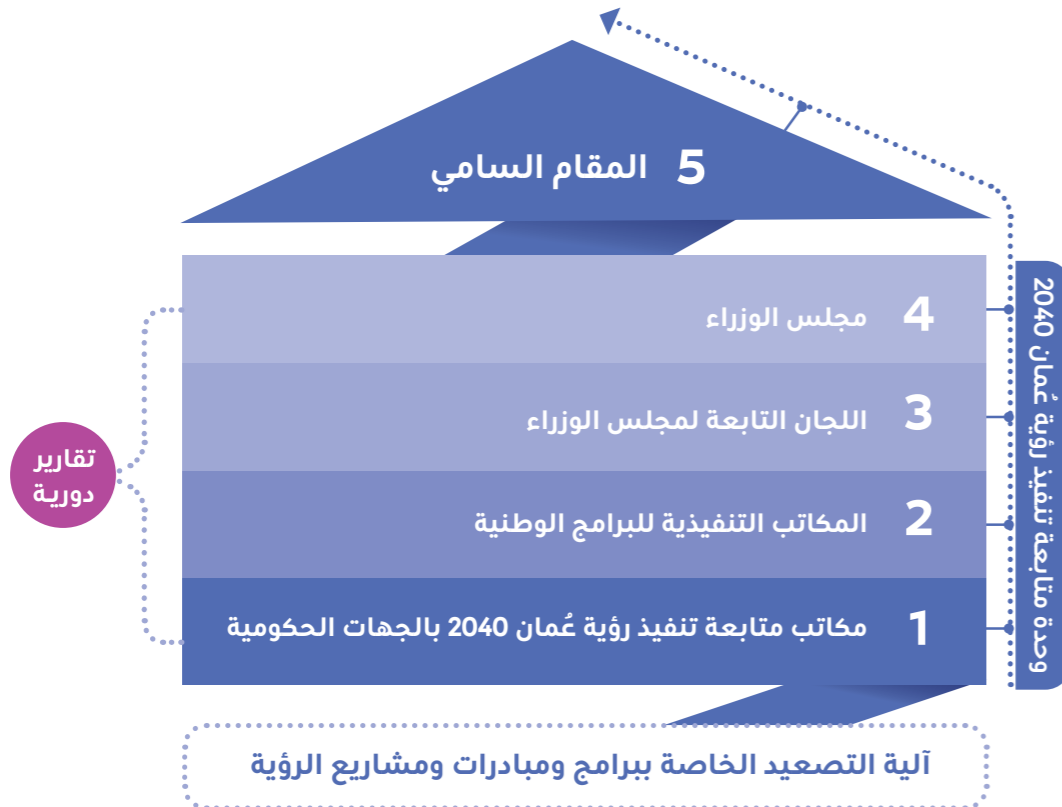 5 المقام السامي
4 مجلس الوزراء
3 اللجان التابعة لمجلس الوزراء
2 المكاتب التنفيذية للبرامج الوطنية
1 مكاتب متابعة تنفيذ رؤية عُمان 2040 بالجهات الحكومية
وحدة متابعة تنفيذ رؤية عُمان 2040
تقارير
دورية
آلية التصعيد الخاصة ببرامج ومبادرات ومشاريع الرؤية